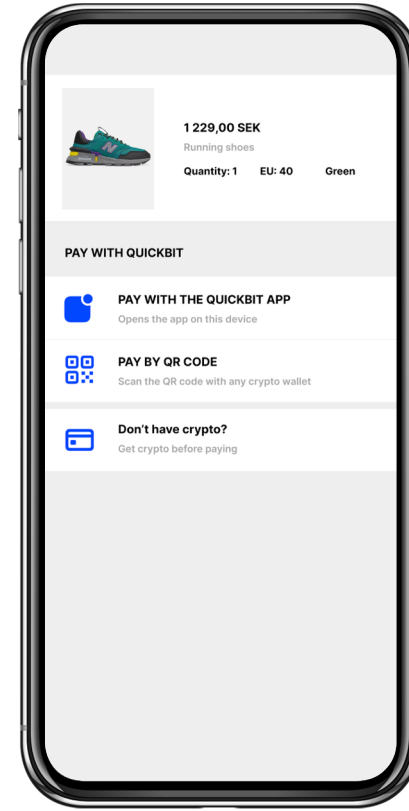 1 229,00 SEK
Running shoes
Quantity: 1 EU: 40 Green
PAY WITH QUICKBIT
PAY WITH THE QUICKBIT APP
Opens the app on this device
PAY BY QR CODE
Scan the QR code with any crypto wallet
Don’t have crypto?
Get crypto before paying